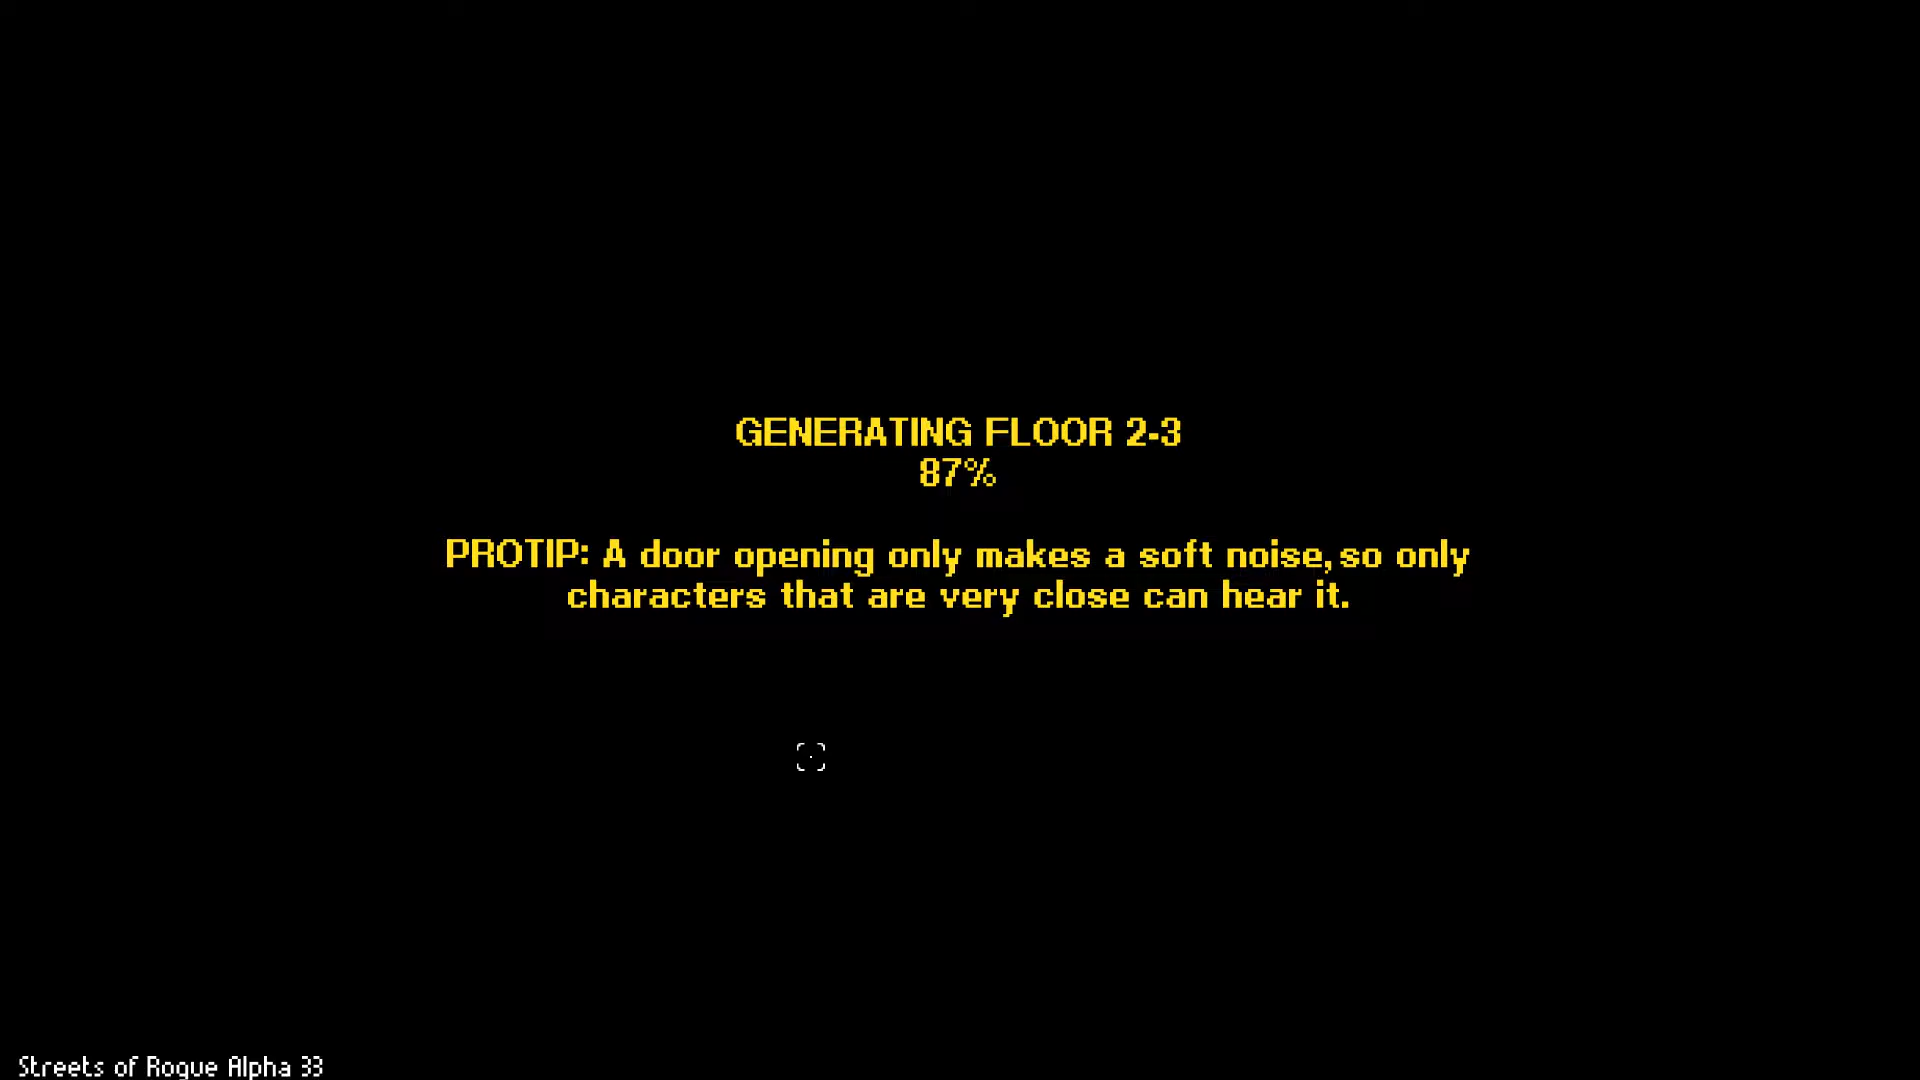 GENERATING FLOOR 2-3
87%
PROTIP: A door opening only makes a soft noise, so only
characters that are very close can hear it.
Streets of Rogue Alpha 33